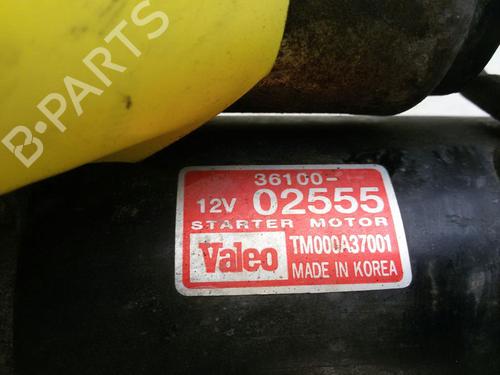 B-PARTS
36100-
12V 02555
STARTER MOTOR
Valeo TM000A37001
MADE IN KOREA